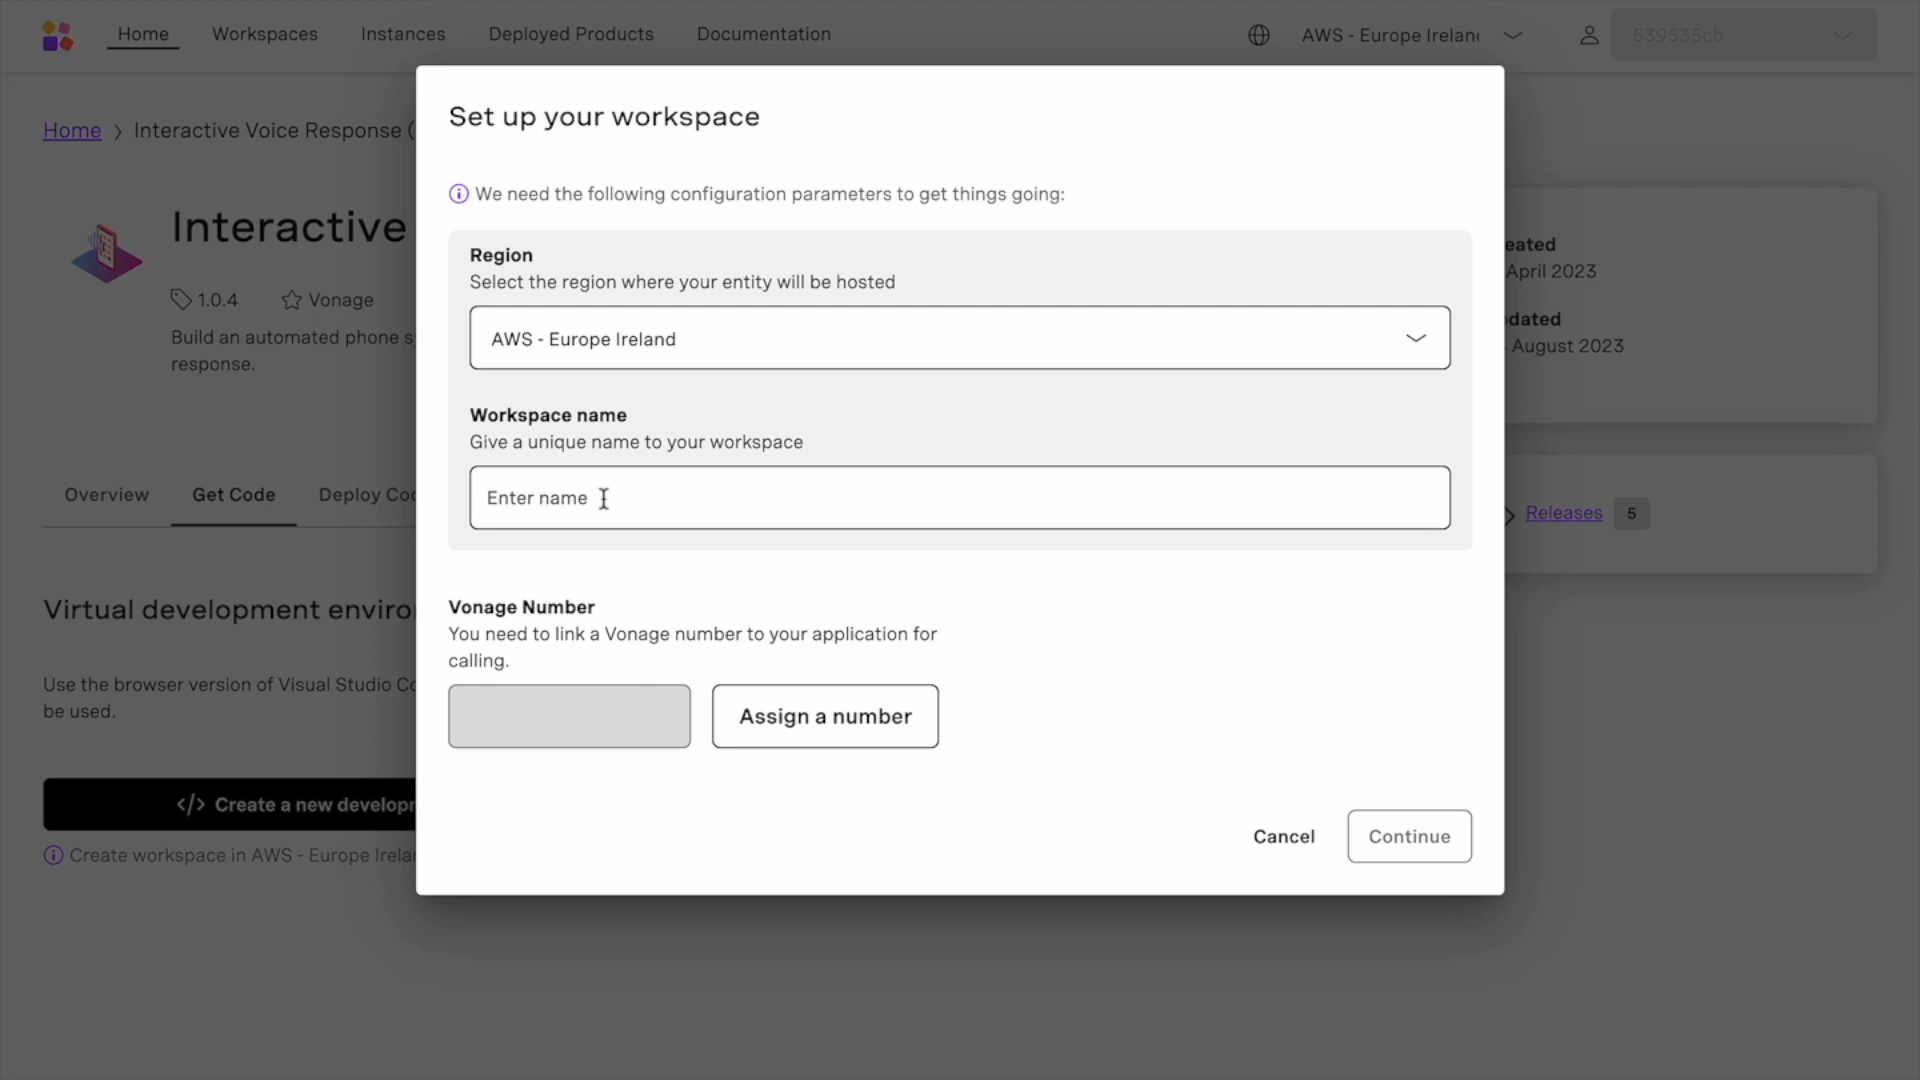 Home Workspaces Instances Deployed Products Documentation AWS - Europe Irelan 539535cb
Home > Interactive Voice Response (
Interactive
1.0.4 Vonage
Build an automated phone s
response.
Overview Get Code Deploy Co
Virtual development enviro
Use the browser version of Visual Studio Co
be used.
</> Create a new developm
Create workspace in AWS - Europe Irela
Set up your workspace
We need the following configuration parameters to get things going:
Region
Select the region where your entity will be hosted
AWS - Europe Ireland
Workspace name
Give a unique name to your workspace
Enter name
Vonage Number
You need to link a Vonage number to your application for
calling.
Assign a number
Cancel Continue
eated
April 2023
dated
August 2023
Releases 5